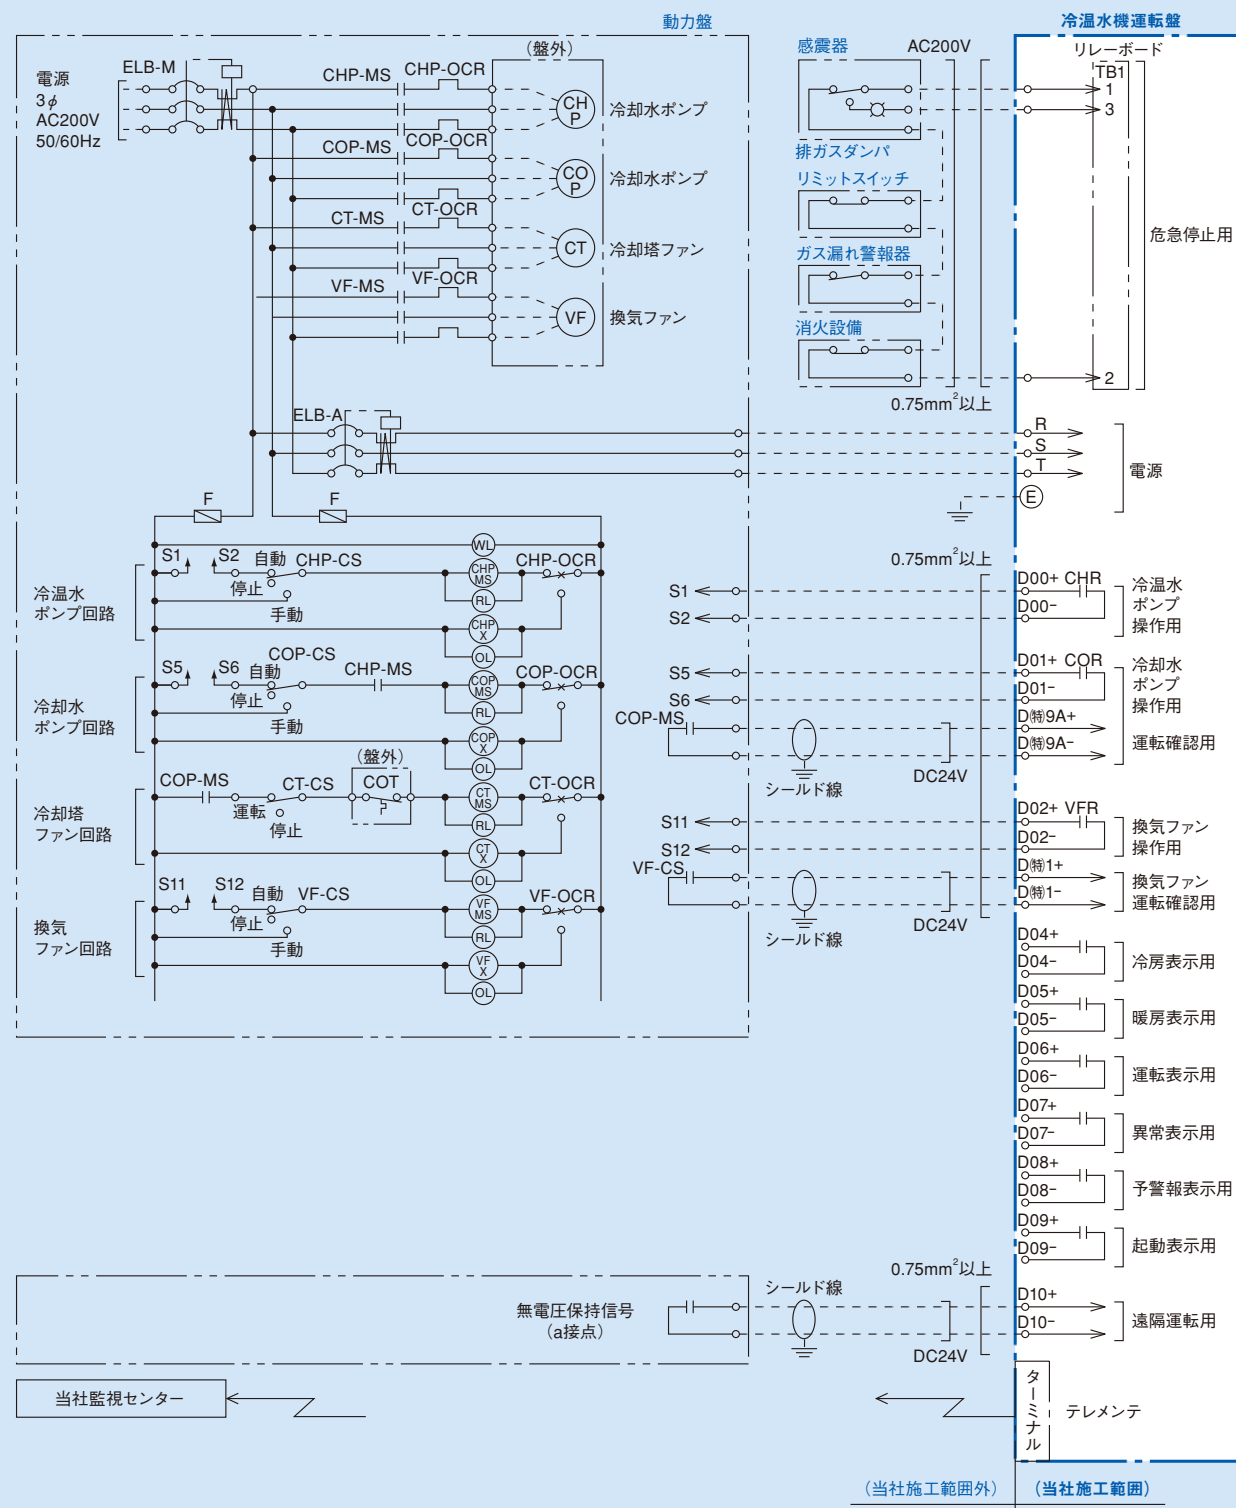 動力盤
冷温水機運転盤
電源
3φ
AC200V
50/60Hz
ELB-M
(盤外)
CHP-MS
CHP-OCR
CH
P
冷却水ポンプ
COP-MS
COP-OCR
CO
P
冷却水ポンプ
CT-MS
CT-OCR
CT
冷却塔ファン
VF-MS
VF-OCR
VF
換気ファン
感震器
AC200V
排ガスダンパ
リミットスイッチ
ガス漏れ警報器
消火設備
0.75mm²以上
リレーボード
TB1
1
3
2
危急停止用
ELB-A
R
S
T
E
電源
F
F
WL
冷温水
ポンプ回路
S1
S2
自動
CHP-CS
停止
手動
CHP
MS
RL
CHP
X
OL
CHP-OCR
冷却水
ポンプ回路
S5
S6
自動
COP-CS
停止
手動
CHP-MS
COP
MS
RL
COP
X
OL
COP-OCR
冷却塔
ファン回路
COP-MS
運転
CT-CS
停止
(盤外)
COT
CT
MS
RL
CT
X
OL
CT-OCR
換気
ファン回路
S11
S12
自動
VF-CS
停止
手動
VF
MS
RL
VF
X
OL
VF-OCR
0.75mm²以上
S1
S2
D00+ CHR
D00-
冷温水
ポンプ
操作用
S5
S6
D01+ COR
D01-
冷却水
ポンプ
操作用
COP-MS
シールド線
DC24V
D㈵9A+
D㈵9A-
運転確認用
S11
S12
D02+ VFR
D02-
換気ファン
操作用
VF-CS
シールド線
DC24V
D㈵1+
D㈵1-
換気ファン
運転確認用
D04+
D04-
冷房表示用
D05+
D05-
暖房表示用
D06+
D06-
運転表示用
D07+
D07-
異常表示用
D08+
D08-
予警報表示用
D09+
D09-
起動表示用
0.75mm²以上
無電圧保持信号
(a接点)
シールド線
DC24V
D10+
D10-
遠隔運転用
当社監視センター
ターミナル
テレメンテ
(当社施工範囲外)
(当社施工範囲)